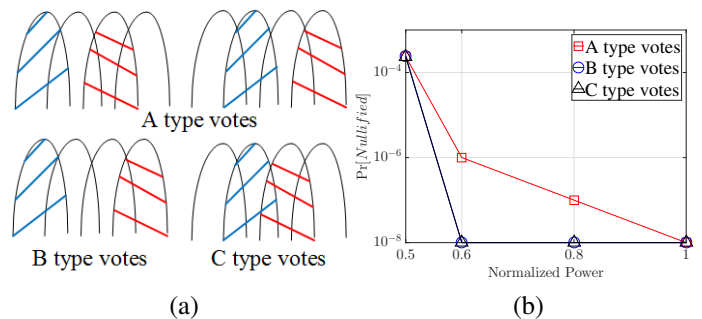 A type votes
B type votes
C type votes
(a)
Pr[Nullified]
10⁻⁴
10⁻⁶
10⁻⁸
0.5
0.6
0.8
1
Normalized Power
A type votes
B type votes
C type votes
(b)